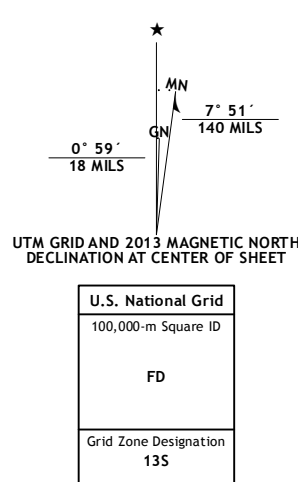 ★
MN
7° 51´
140 MILS
GN
0° 59´
18 MILS
UTM GRID AND 2013 MAGNETIC NORTH
DECLINATION AT CENTER OF SHEET
U.S. National Grid
100,000-m Square ID
FD
Grid Zone Designation
13S